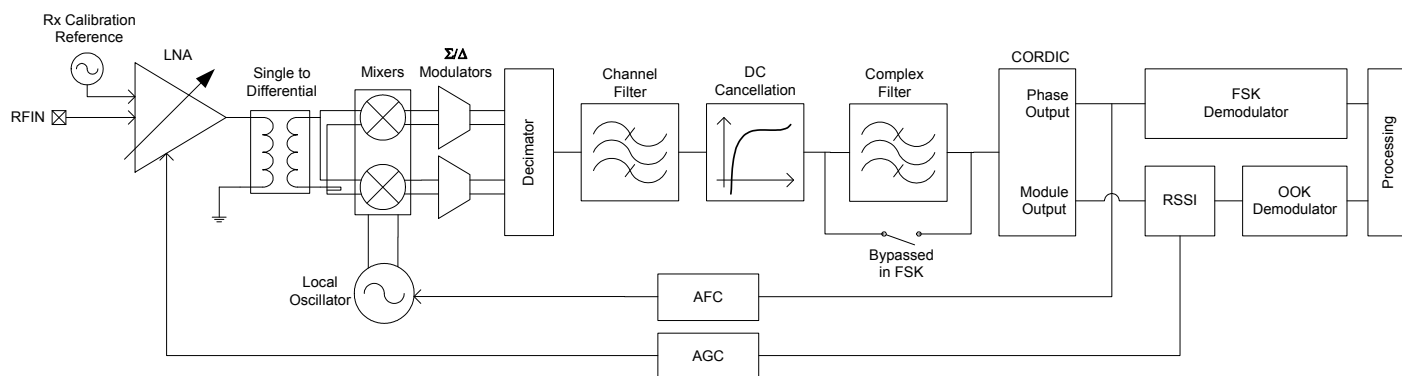 Rx Calibration
Reference
LNA
RFIN
Single to
Differential
Mixers
Σ/Δ
Modulators
Decimator
Channel
Filter
DC
Cancellation
Complex
Filter
Bypassed
in FSK
CORDIC
Phase
Output
Module
Output
FSK
Demodulator
RSSI
OOK
Demodulator
Processing
Local
Oscillator
AFC
AGC